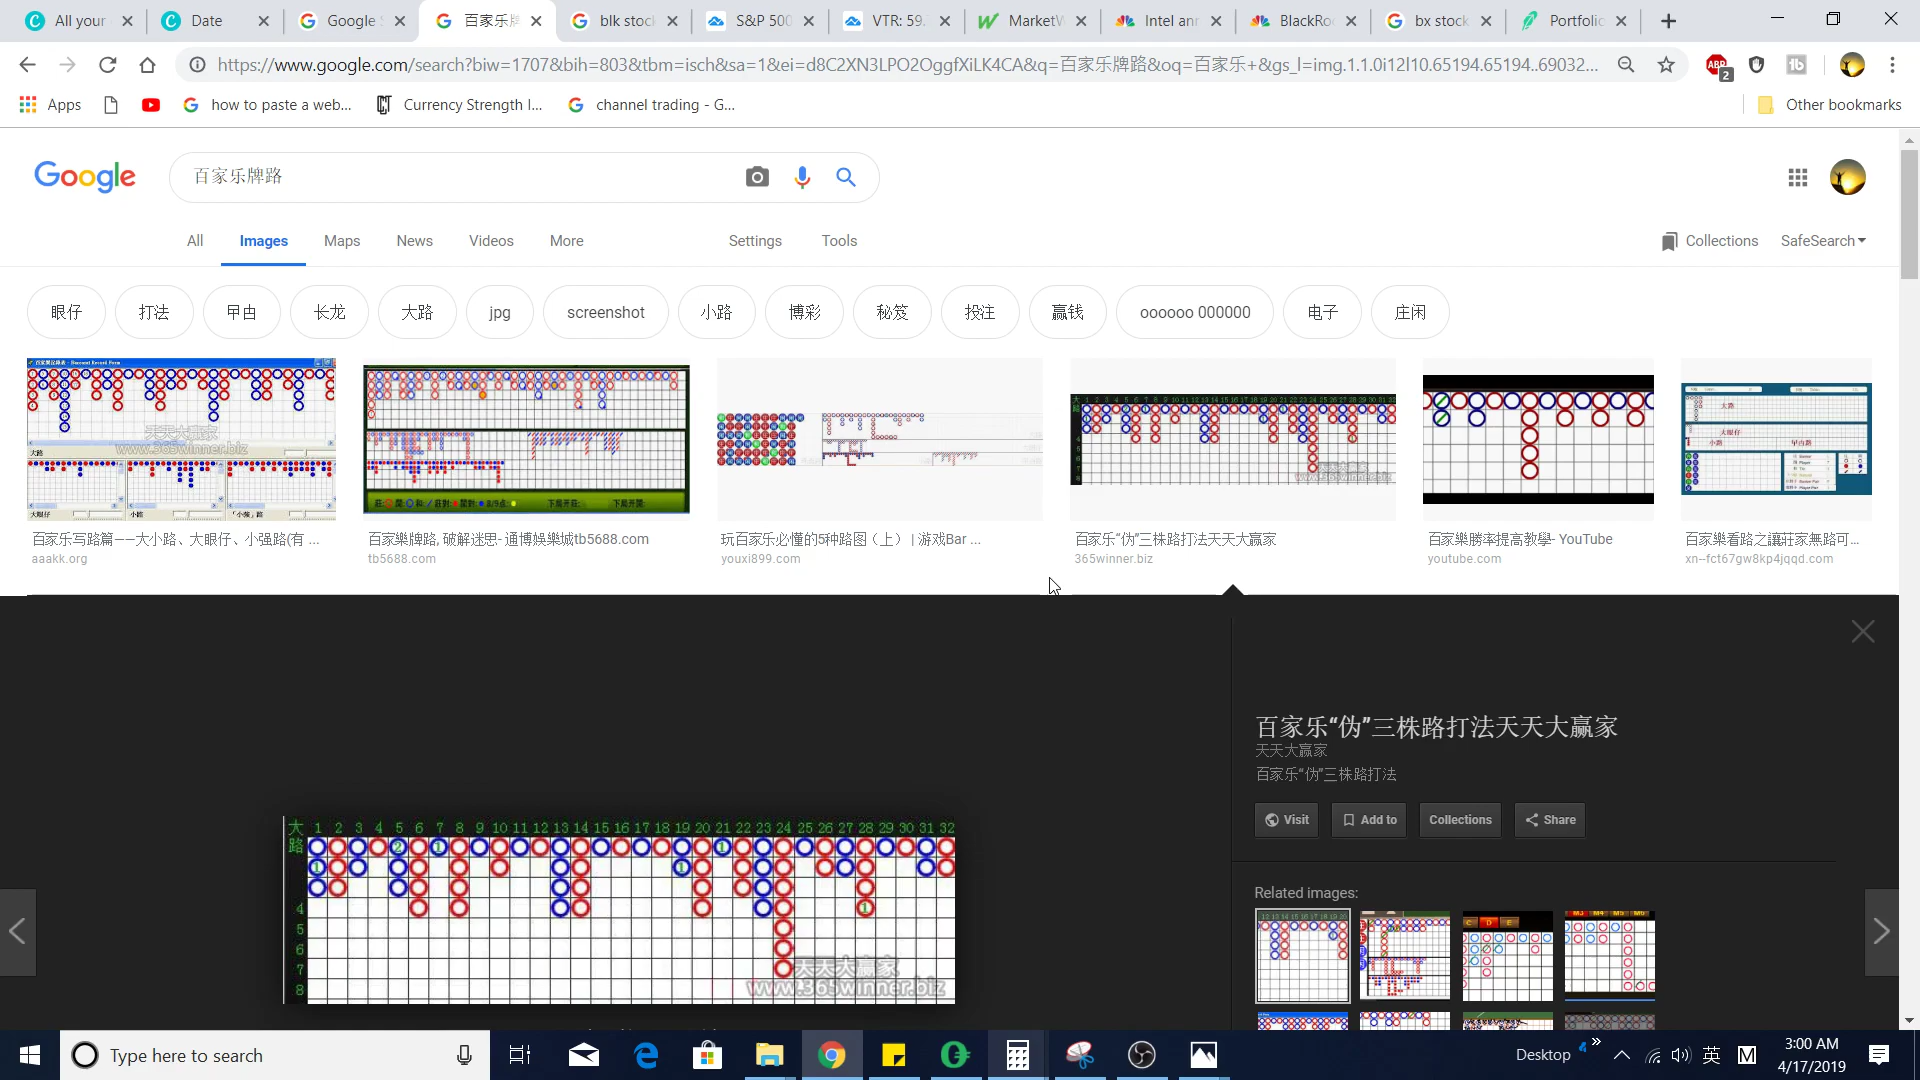 All your
Date
Google S
百家乐牌
blk stoc
S&P 500
VTR: 59.
MarketW
Intel ann
BlackRo
bx stock
Portfolio
https://www.google.com/search?biw=1707&bih=803&tbm=isch&sa=1&ei=d8C2XN3LPO2OggfXiLK4CA&q=百家乐牌路&oq=百家乐+&gs_l=img.1.1.0i12l10.65194.65194..69032...
ABP
2
Apps
how to paste a web...
Currency Strength I...
channel trading - G...
Other bookmarks
Google
百家乐牌路
All
Images
Maps
News
Videos
More
Settings
Tools
Collections
SafeSearch
眼仔
打法
曱甴
长龙
大路
jpg
screenshot
小路
博彩
秘笈
投注
赢钱
oooooo 000000
电子
庄闲
百家乐写路篇——大小路、大眼仔、小强路(有 ...
aaakk.org
百家樂牌路, 破解迷思- 通博娛樂城tb5688.com
tb5688.com
玩百家乐必懂的5种路图（上） | 游戏Bar ...
youxi899.com
百家乐“伪”三株路打法天天大赢家
365winner.biz
百家樂勝率提高教學- YouTube
youtube.com
百家樂看路之讓莊家無路可...
xn--fct67gw8kp4jqqd.com
百家乐“伪”三株路打法天天大赢家
天天大赢家
百家乐“伪”三株路打法
Visit
Add to
Collections
Share
Related images:
大路 1 2 3 4 5 6 7 8 9 10 11 12 13 14 15 16 17 18 19 20 21 22 23 24 25 26 27 28 29 30 31 32
4
5
6
7
8
天天大赢家
www.365winner.biz
Type here to search
Desktop
英
M
3:00 AM
4/17/2019